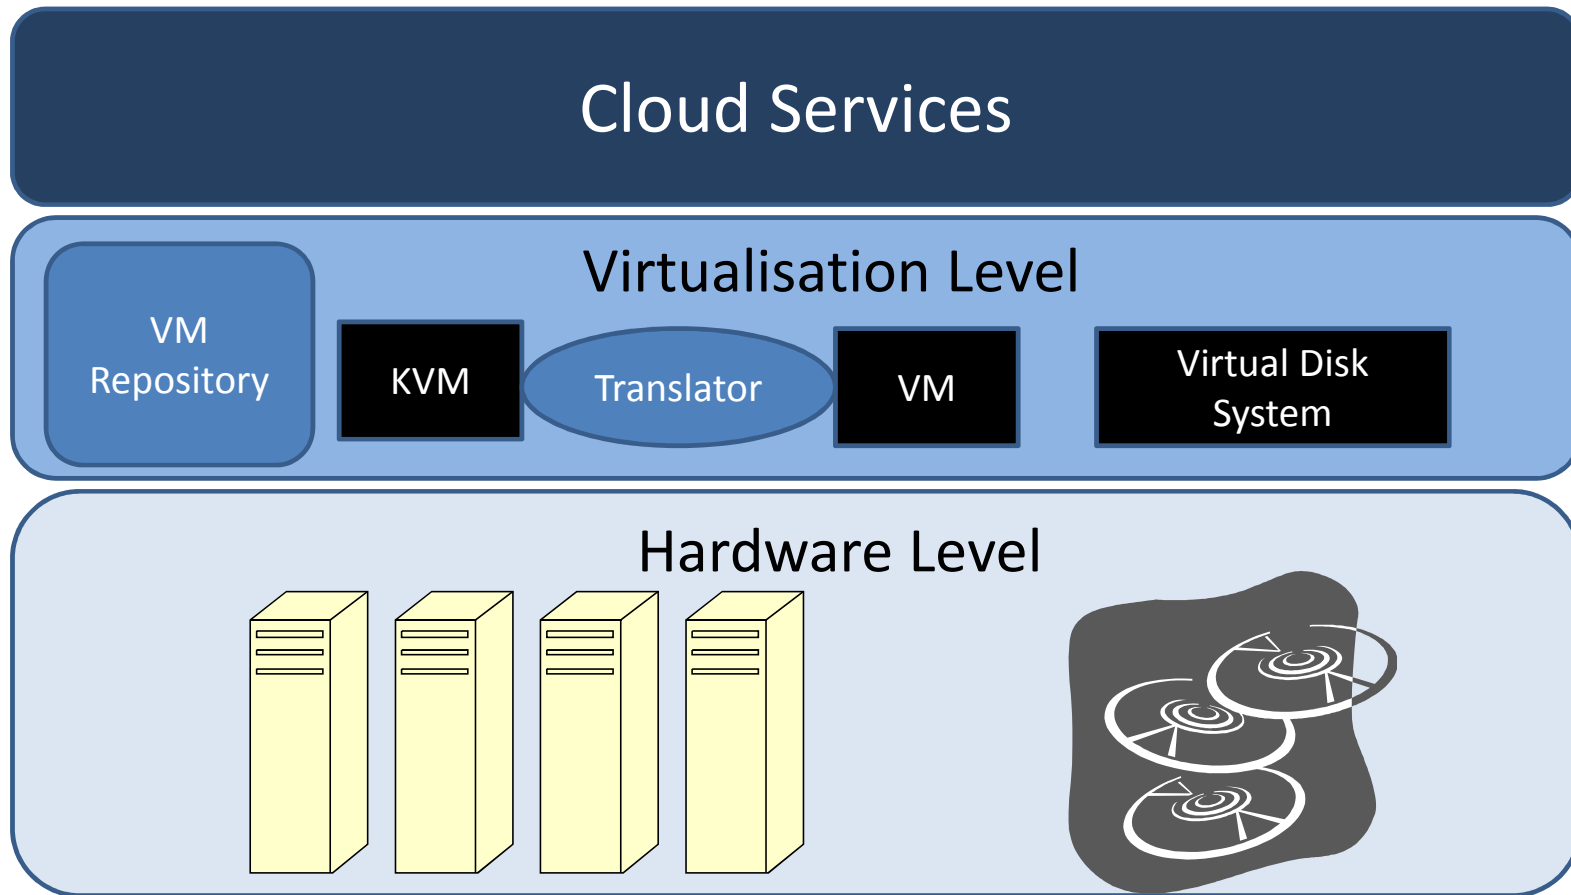 Cloud Services
Virtualisation Level
VM
Repository
KVM
Translator
VM
Virtual Disk
System
Hardware Level